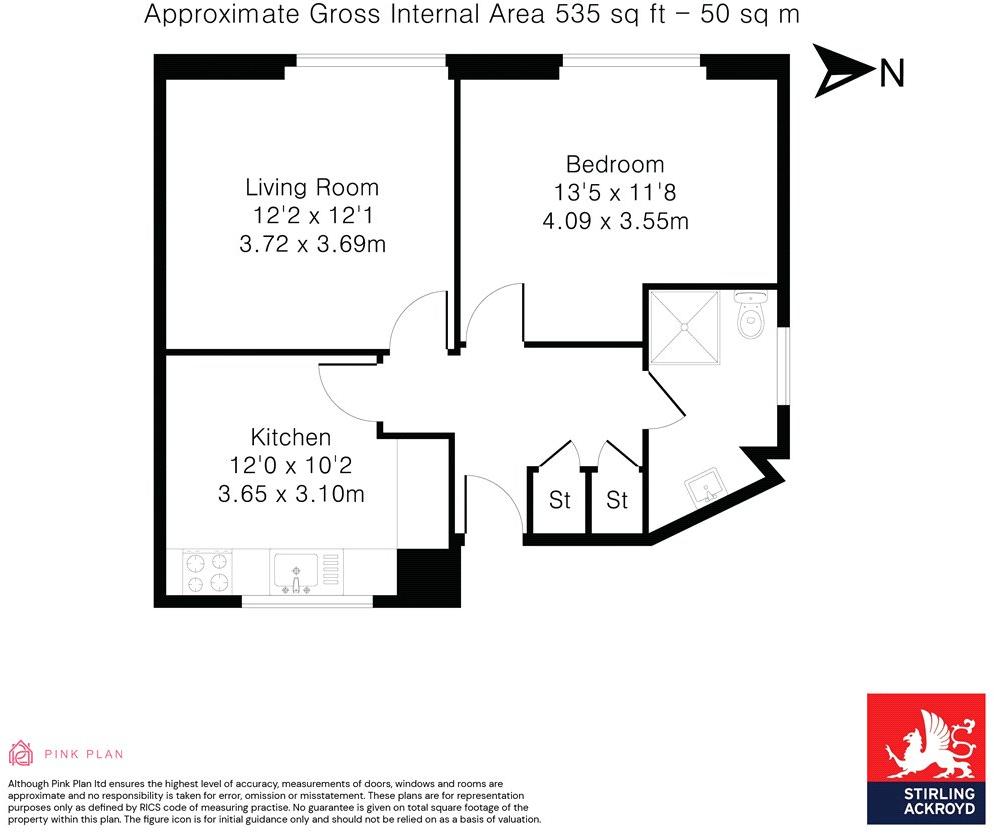 Approximate Gross Internal Area 535 sq ft – 50 sq m
N
Living Room
12'2 x 12'1
3.72 x 3.69m
Bedroom
13'5 x 11'8
4.09 x 3.55m
Kitchen
12'0 x 10'2
3.65 x 3.10m
St
St
PINK PLAN
Although Pink Plan ltd ensures the highest level of accuracy, measurements of doors, windows and rooms are
approximate and no responsibility is taken for error, omission or misstatement. These plans are for representation
purposes only as defined by RICS code of measuring practise. No guarantee is given on total square footage of the
property within this plan. The figure icon is for initial guidance only and should not be relied on as a basis of valuation.
STIRLING
ACKROYD